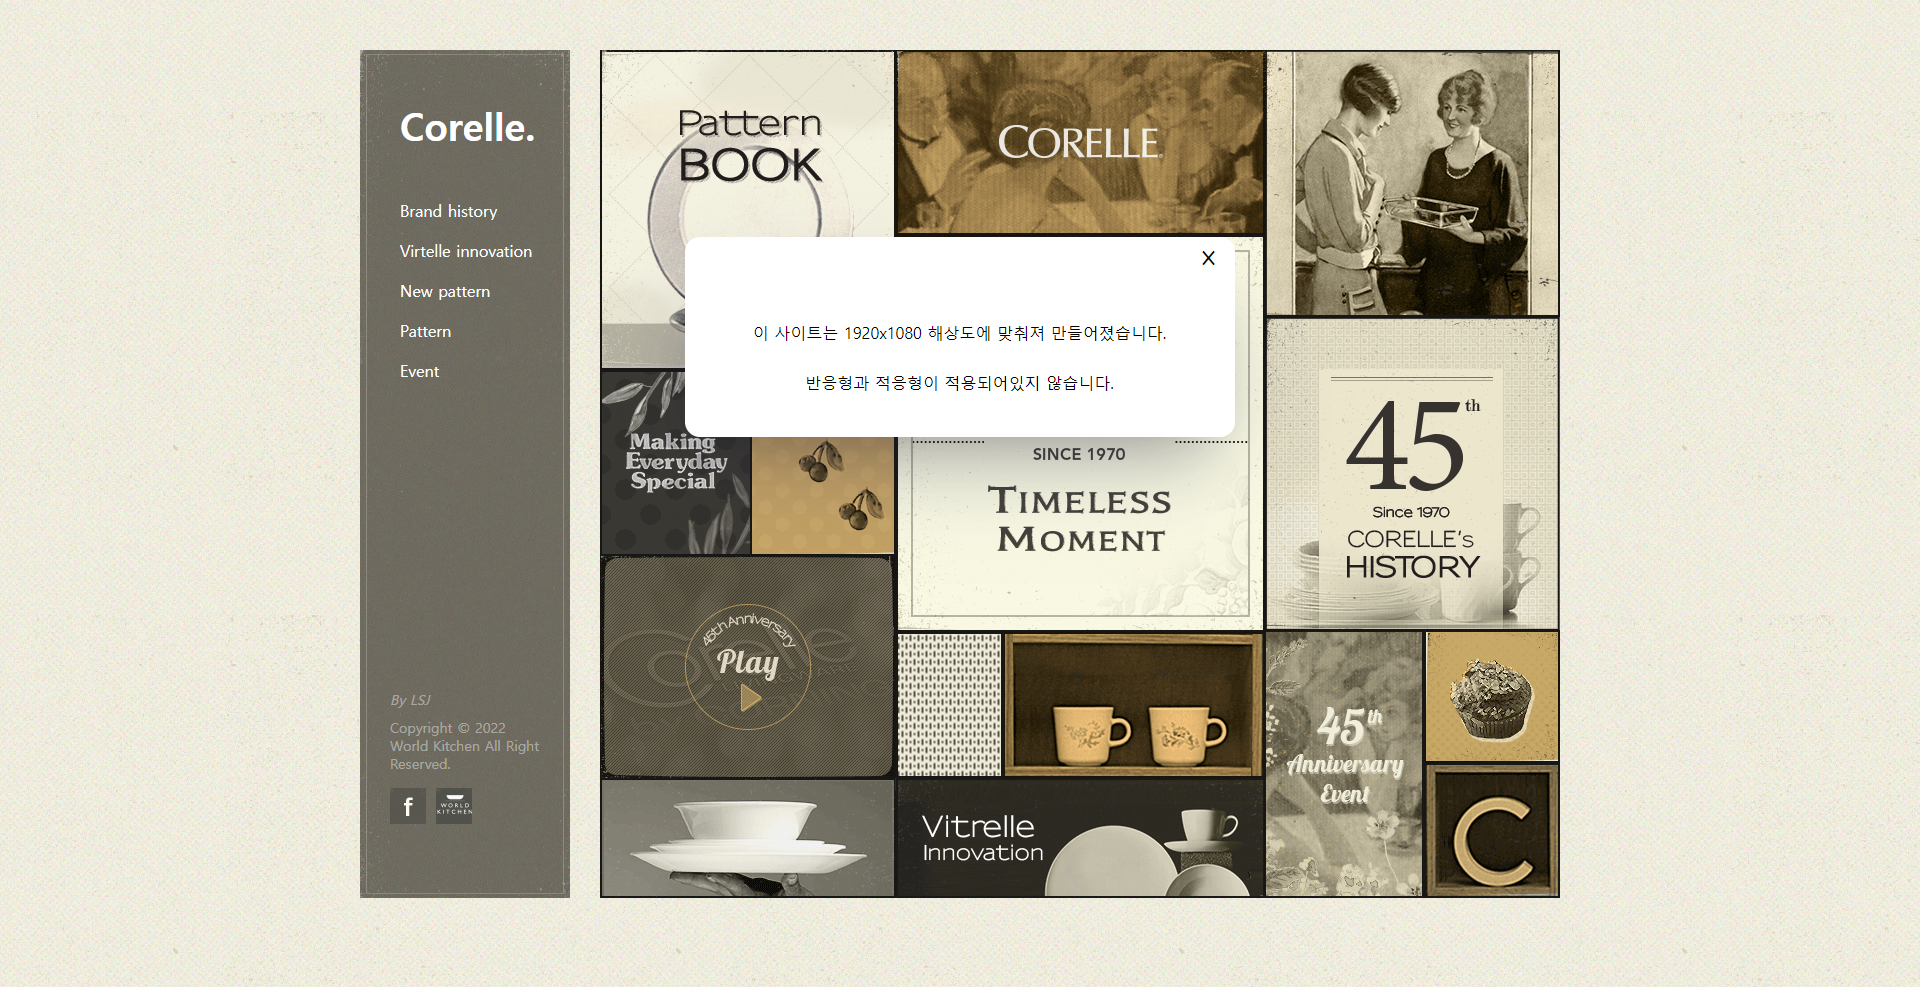 Corelle.
Brand history
Virtelle innovation
New pattern
Pattern
Event
By LSJ
Copyright © 2022
World Kitchen All Right
Reserved.
f
WORLD
KITCHEN
Pattern
BOOK
CORELLE®
X
이 사이트는 1920x1080 해상도에 맞춰져 만들어졌습니다.
반응형과 적응형이 적용되어있지 않습니다.
Making
Everyday
Special
SINCE 1970
TIMELESS
MOMENT
45th
Since 1970
CORELLE's
HISTORY
Corelle
LIVINGWARE
45th Anniversary
Play
45th
Anniversary
Event
Vitrelle
Innovation
C